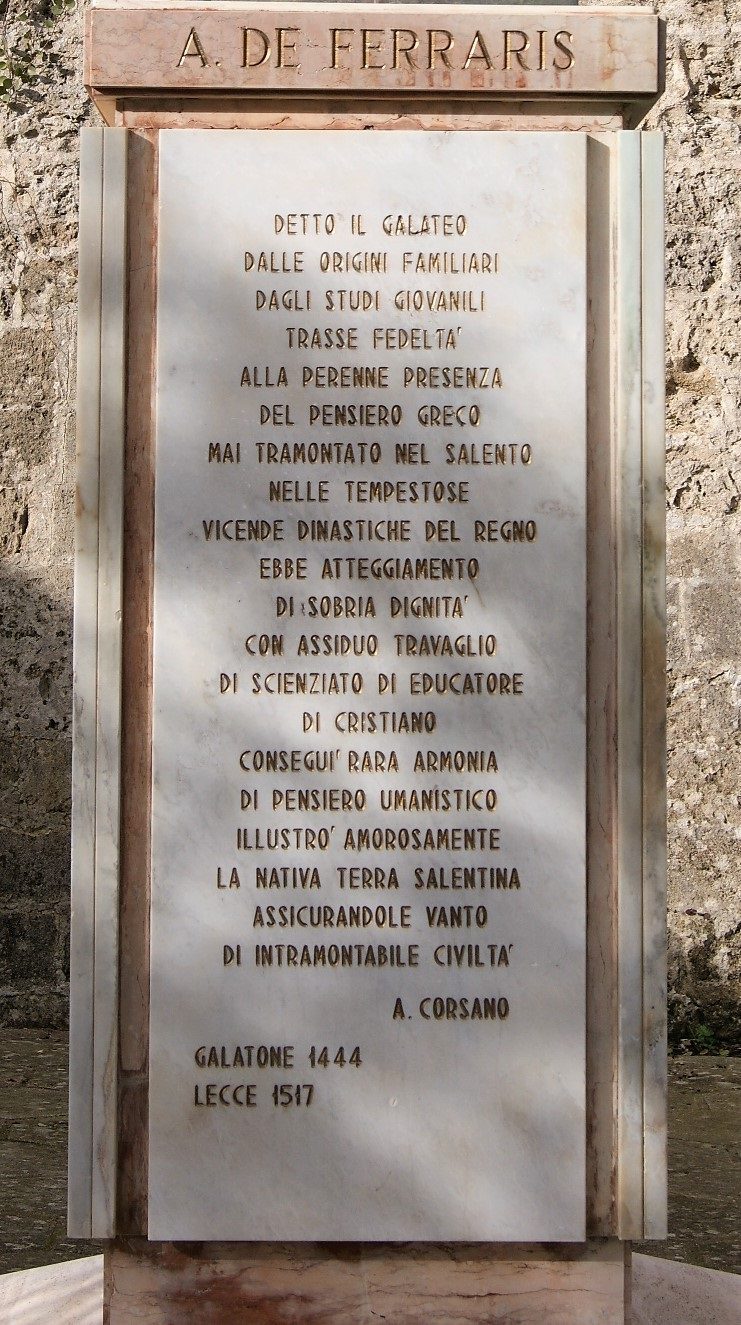 A. DE FERRARIS
DETTO IL GALATEO
DALLE ORIGINI FAMILIARI
DAGLI STUDI GIOVANILI
TRASSE FEDELTA'
ALLA PERENNE PRESENZA
DEL PENSIERO GRECO
MAI TRAMONTATO NEL SALENTO
NELLE TEMPESTOSE
VICENDE DINASTICHE DEL REGNO
EBBE ATTEGGIAMENTO
DI SOBRIA DIGNITA'
CON ASSIDUO TRAVAGLIO
DI SCIENZIATO DI EDUCATORE
DI CRISTIANO
CONSEGUI' RARA ARMONIA
DI PENSIERO UMANISTICO
ILLUSTRO' AMOROSAMENTE
LA NATIVA TERRA SALENTINA
ASSICURANDOLE VANTO
DI INTRAMONTABILE CIVILTA'
A. CORSANO
GALATONE 1444
LECCE 1517